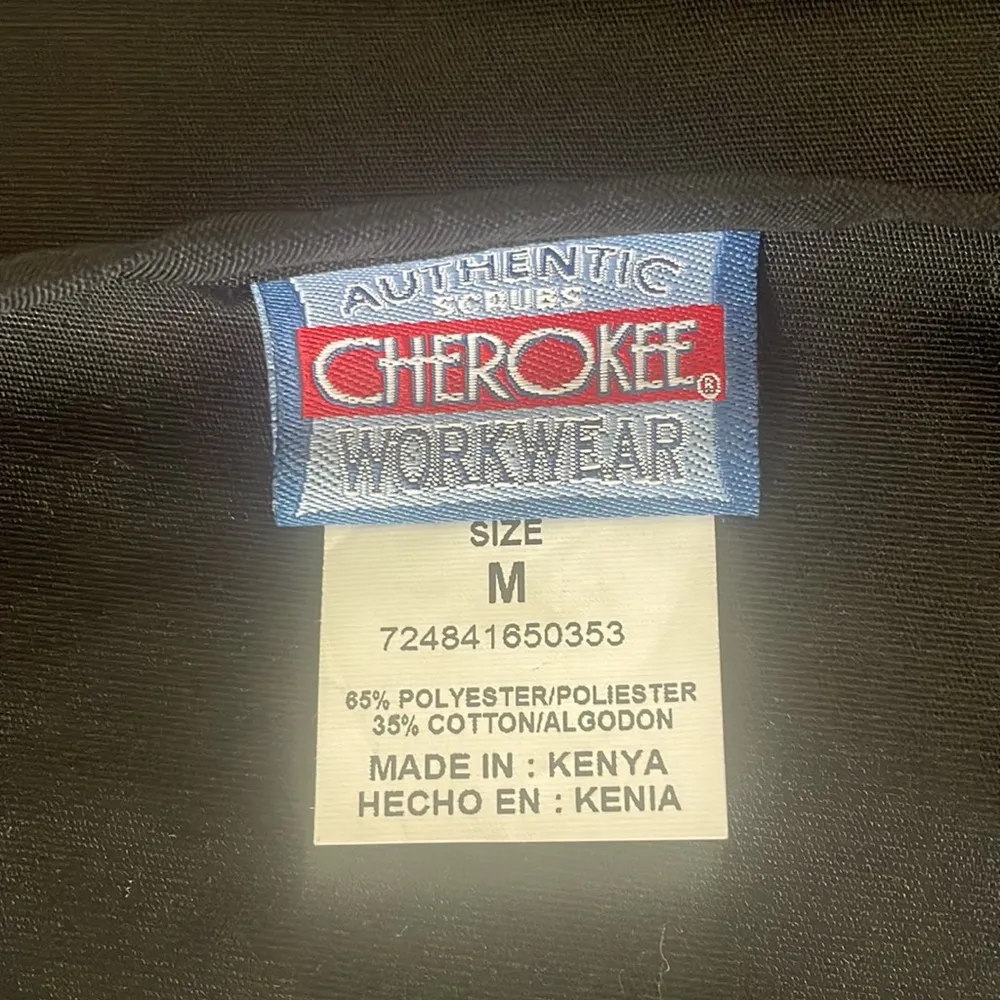 AUTHENTIC
SCRUBS
CHEROKEE®
WORKWEAR
SIZE
M
724841650353
65% POLYESTER/POLIESTER
35% COTTON/ALGODON
MADE IN : KENYA
HECHO EN : KENIA